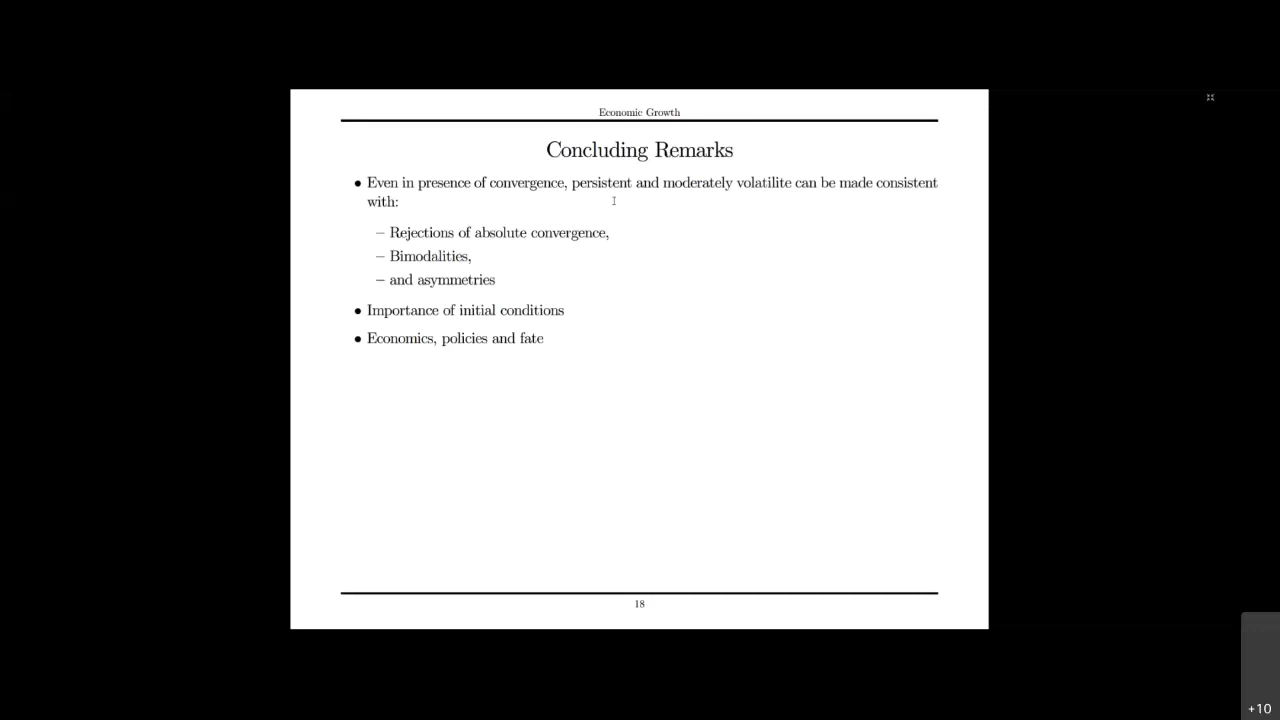 Economic Growth
Concluding Remarks
• Even in presence of convergence, persistent and moderately volatilite can be made consistent
with:
– Rejections of absolute convergence,
– Bimodalities,
– and asymmetries
• Importance of initial conditions
• Economics, policies and fate
18
+10